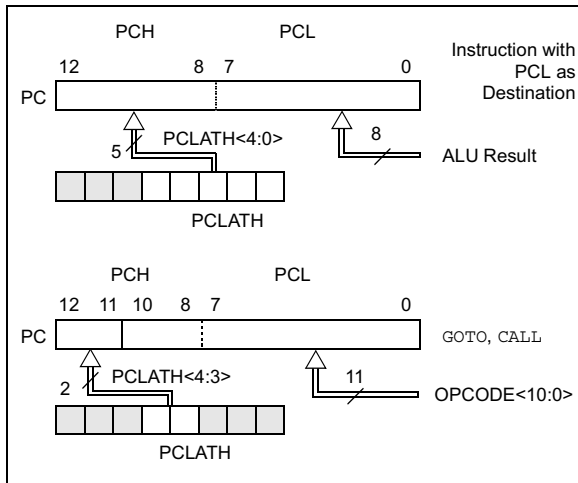 PCH PCL
12 8 7 0
Instruction with
PCL as
Destination
PC
5 PCLATH<4:0>
8
ALU Result
PCLATH
PCH PCL
12 11 10 8 7 0
PC
GOTO, CALL
2 PCLATH<4:3>
11
OPCODE<10:0>
PCLATH